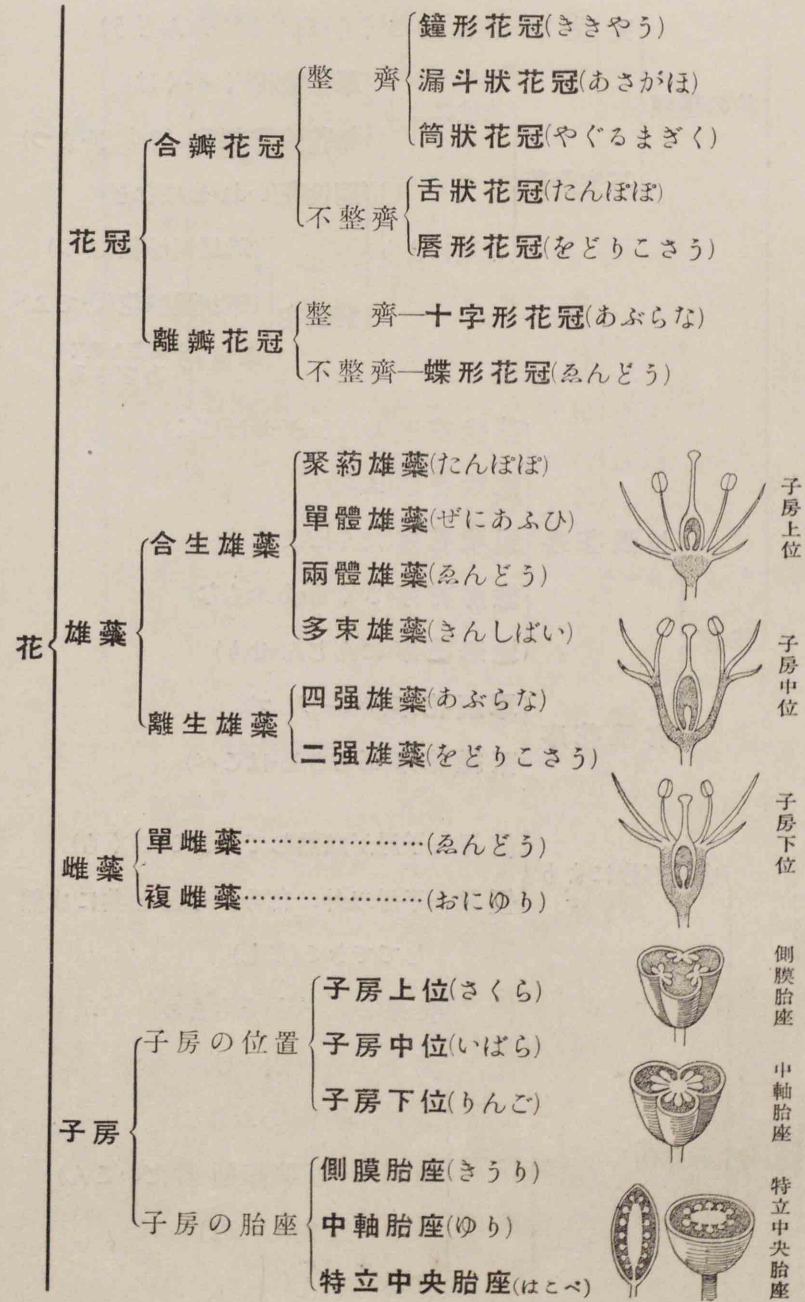 花
花冠
合瓣花冠
整齊
鐘形花冠(ききやう)
漏斗狀花冠(あさがほ)
筒狀花冠(やぐるまぎく)
不整齊
舌狀花冠(たんぽぽ)
唇形花冠(をどりこさう)
離瓣花冠
整齊—十字形花冠(あぶらな)
不整齊—蝶形花冠(ゑんどう)
雄蘂
合生雄蘂
聚葯雄蘂(たんぽぽ)
單體雄蘂(ぜにあふひ)
兩體雄蘂(ゑんどう)
多束雄蘂(きんしばい)
離生雄蘂
四强雄蘂(あぶらな)
二强雄蘂(をどりこさう)
雌蘂
單雌蘂…………………(ゑんどう)
複雌蘂…………………(おにゆり)
子房
子房の位置
子房上位(さくら)
子房中位(いばら)
子房下位(りんご)
子房の胎座
側膜胎座(きうり)
中軸胎座(ゆり)
特立中央胎座(はこべ)
子房上位
子房中位
子房下位
側膜胎座
中軸胎座
特立中央胎座